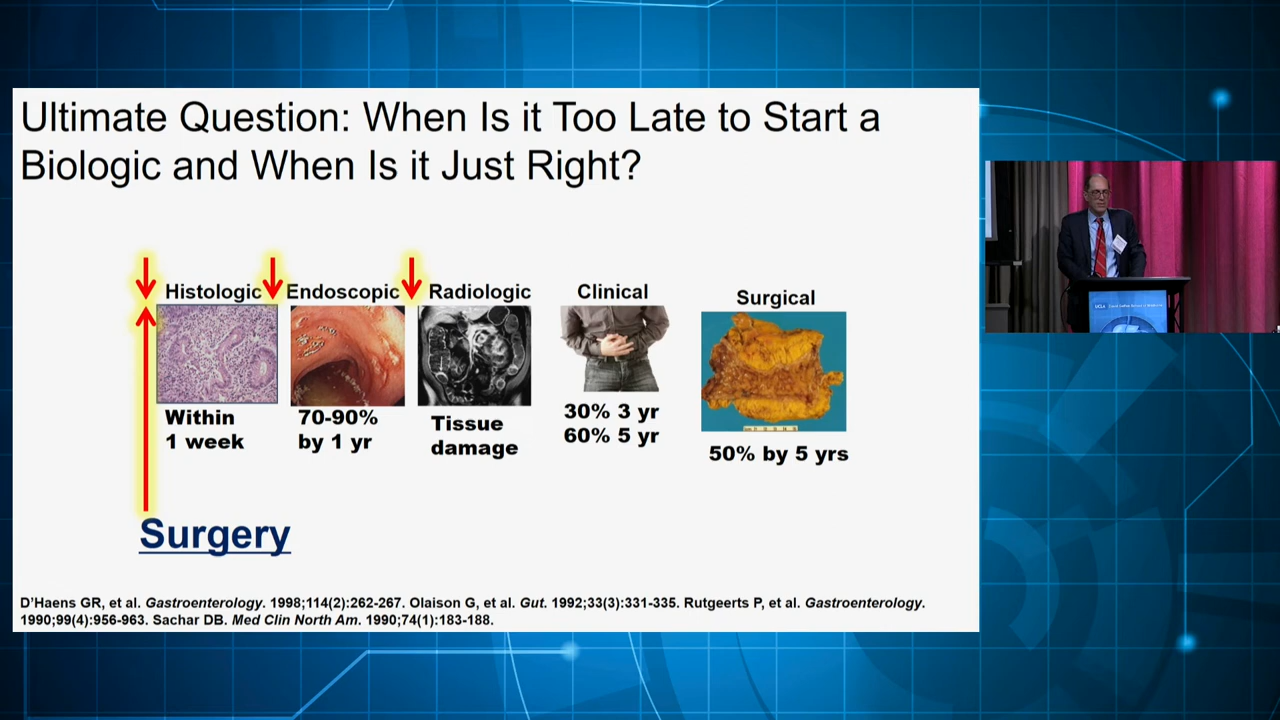 Ultimate Question: When Is it Too Late to Start a
Biologic and When Is it Just Right?
Histologic
Endoscopic
Radiologic
Clinical
Surgical
Within
1 week
70-90%
by 1 yr
Tissue
damage
30% 3 yr
60% 5 yr
50% by 5 yrs
Surgery
D'Haens GR, et al. Gastroenterology. 1998;114(2):262-267. Olaison G, et al. Gut. 1992;33(3):331-335. Rutgeerts P, et al. Gastroenterology.
1990;99(4):956-963. Sachar DB. Med Clin North Am. 1990;74(1):183-188.
UCLA